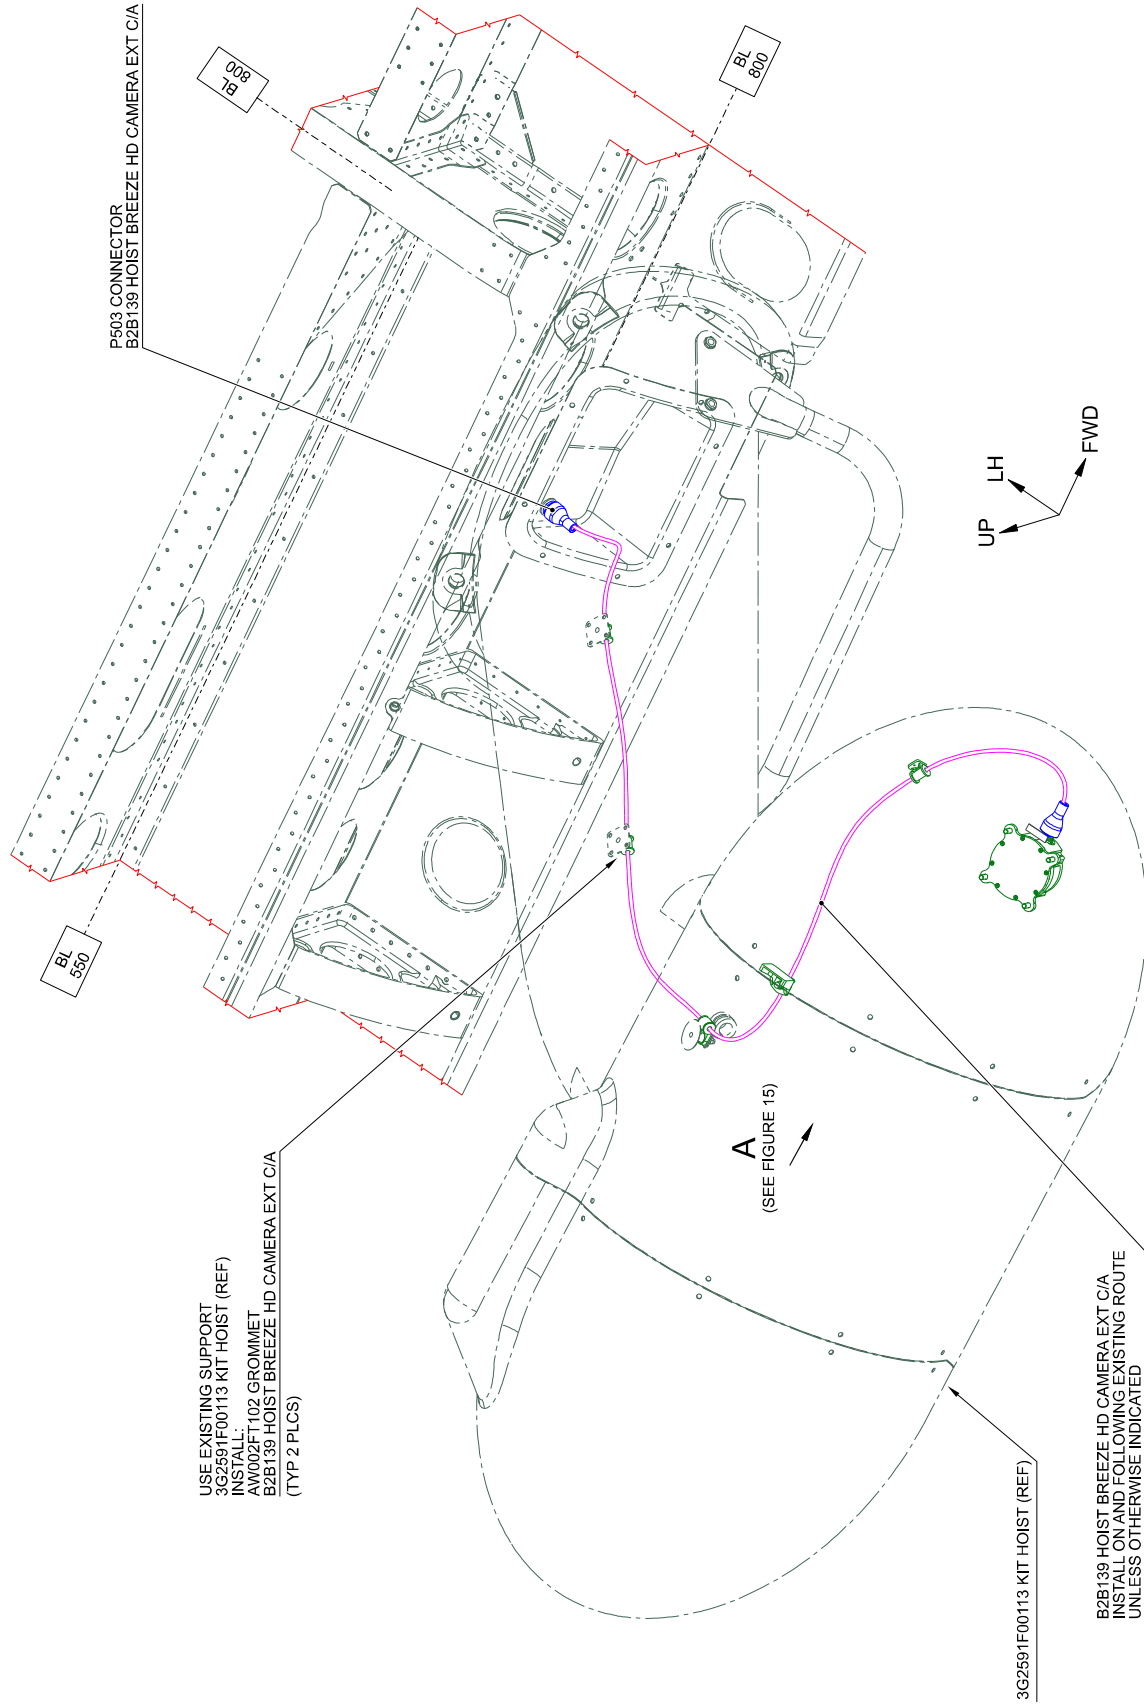 P503 CONNECTOR
B2B139 HOIST BREEZE HD CAMERA EXT C/A
BL
800
BL
800
BL
550
USE EXISTING SUPPORT
3G2591F00113 KIT HOIST (REF)
INSTALL:
AW002FT102 GROMMET
B2B139 HOIST BREEZE HD CAMERA EXT C/A
(TYP 2 PLCS)
UP
LH
FWD
A
(SEE FIGURE 15)
3G2591F00113 KIT HOIST (REF)
B2B139 HOIST BREEZE HD CAMERA EXT C/A
INSTALL ON AND FOLLOWING EXISTING ROUTE
UNLESS OTHERWISE INDICATED